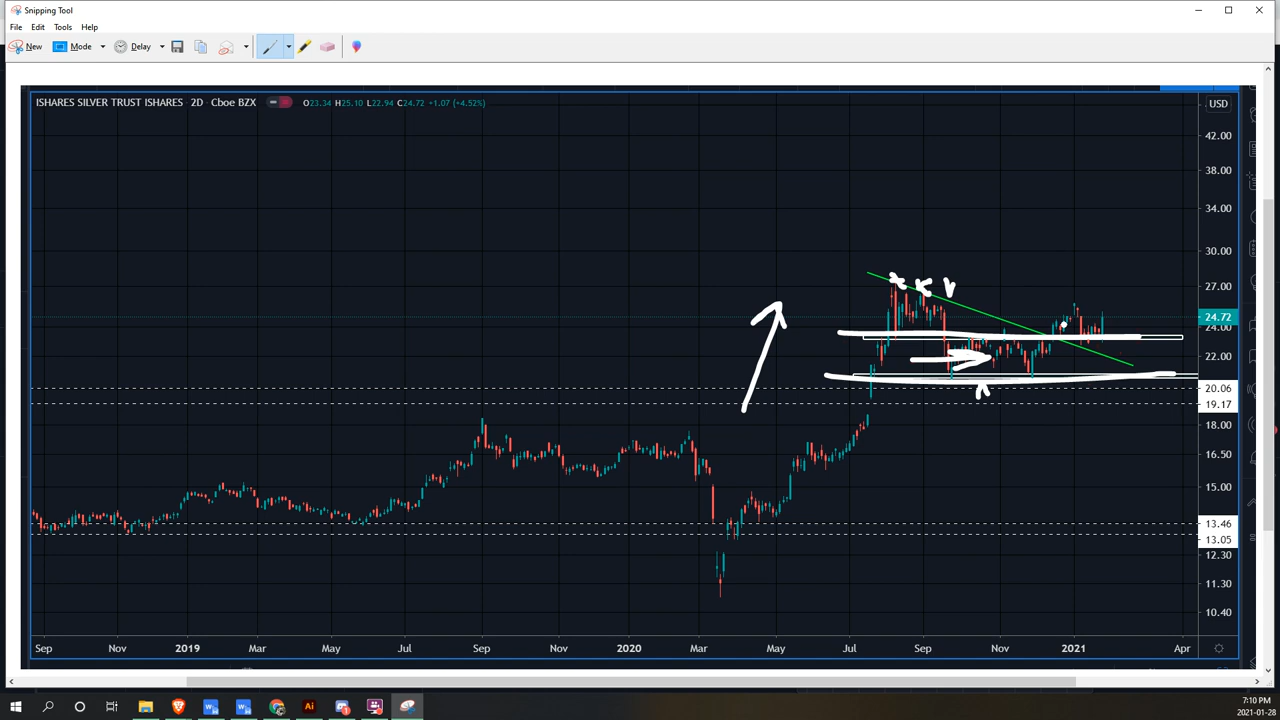 Snipping Tool
File Edit Tools Help
New Mode Delay
ISHARES SILVER TRUST ISHARES 2D Cboe BZX O23.34 H25.10 L22.94 C24.72 +1.07 (+4.52%)
USD
42.00
38.00
34.00
30.00
27.00
24.72
24.00
22.00
20.06
19.17
18.00
16.50
15.00
13.46
13.05
12.30
11.30
10.40
Sep Nov 2019 Mar May Jul Sep Nov 2020 Mar May Jul Sep Nov 2021 Apr
7:10 PM
2021-01-28